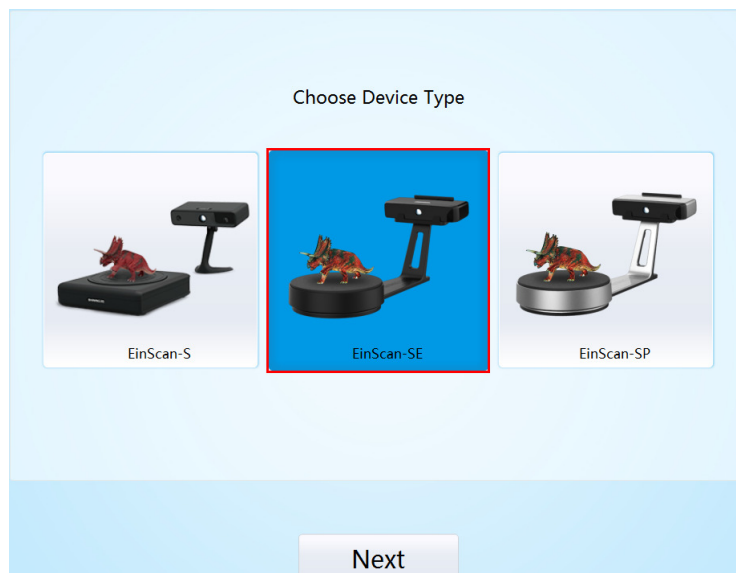 Choose Device Type
EinScan-S
EinScan-SE
EinScan-SP
Next